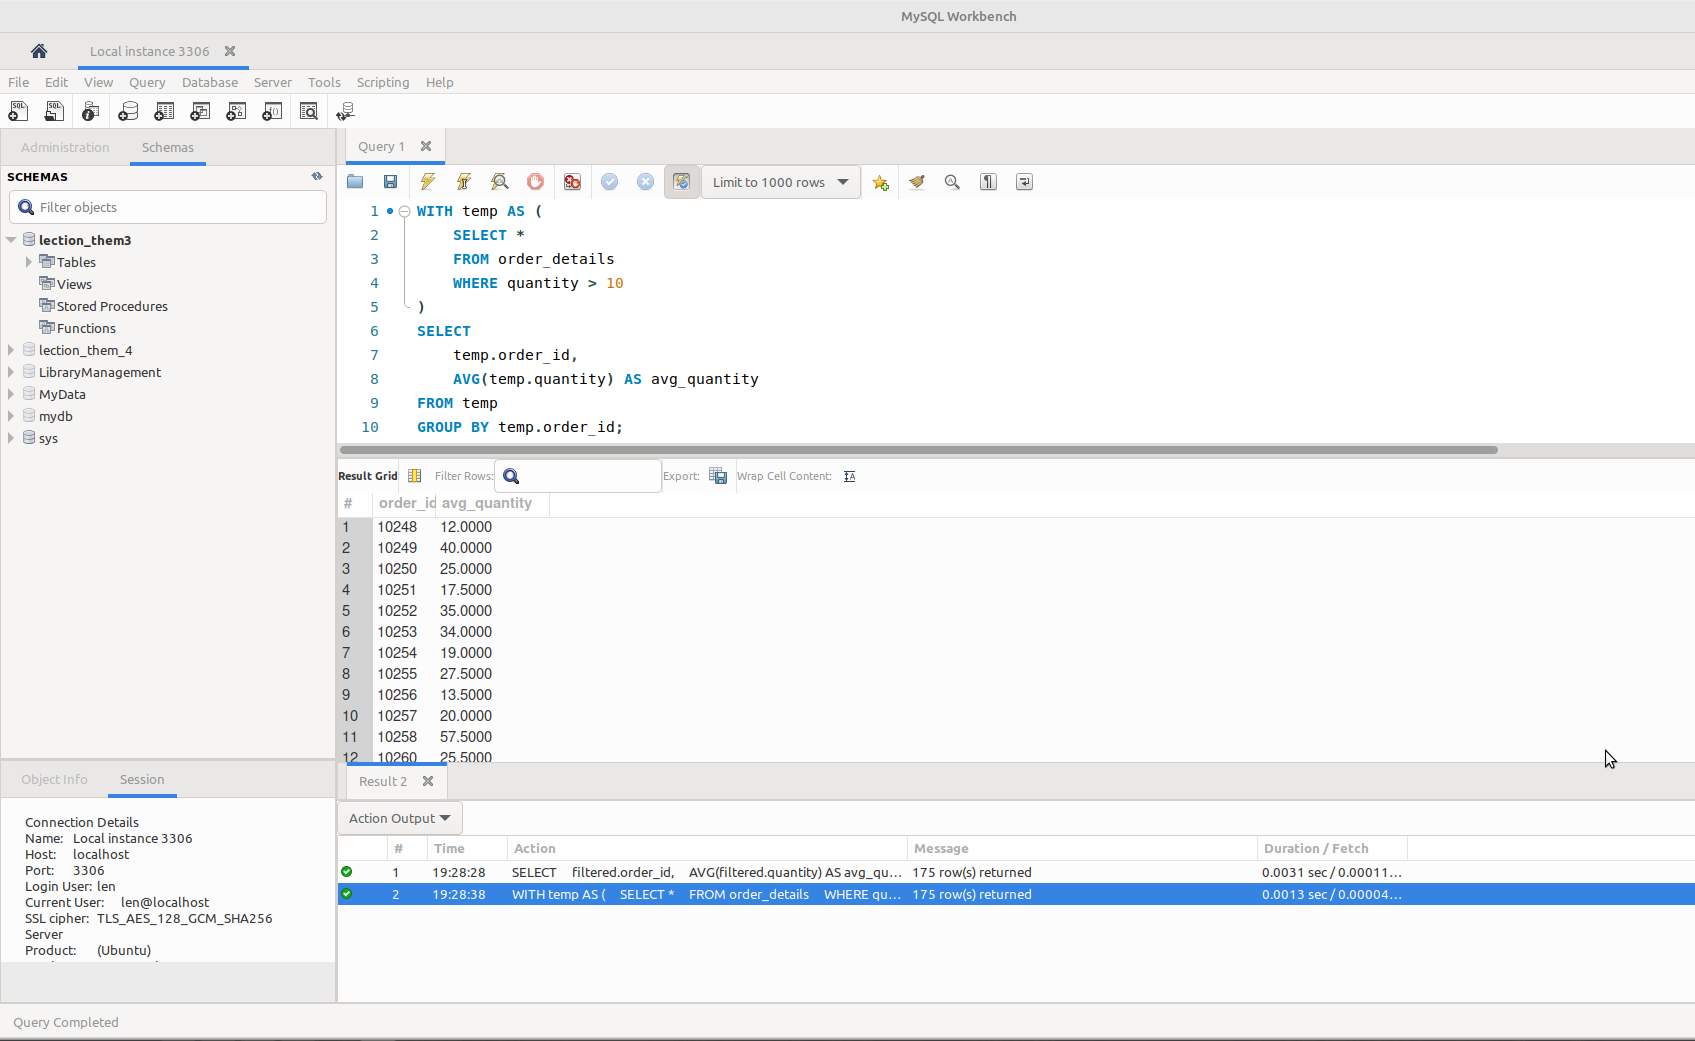 MySQL Workbench
Local instance 3306
File Edit View Query Database Server Tools Scripting Help
Administration Schemas
SCHEMAS
Filter objects
lection_them3
Tables
Views
Stored Procedures
Functions
lection_them_4
LibraryManagement
MyData
mydb
sys
Object Info Session
Connection Details
Name: Local instance 3306
Host: localhost
Port: 3306
Login User: len
Current User: len@localhost
SSL cipher: TLS_AES_128_GCM_SHA256
Server
Product: (Ubuntu)
Query 1
Limit to 1000 rows
1 WITH temp AS (
2 SELECT *
3 FROM order_details
4 WHERE quantity > 10
5 )
6 SELECT
7 temp.order_id,
8 AVG(temp.quantity) AS avg_quantity
9 FROM temp
10 GROUP BY temp.order_id;
Result Grid Filter Rows: Export: Wrap Cell Content:
# order_id avg_quantity
1 10248 12.0000
2 10249 40.0000
3 10250 25.0000
4 10251 17.5000
5 10252 35.0000
6 10253 34.0000
7 10254 19.0000
8 10255 27.5000
9 10256 13.5000
10 10257 20.0000
11 10258 57.5000
12 10260 25.5000
Result 2
Action Output
# Time Action Message Duration / Fetch
1 19:28:28 SELECT filtered.order_id, AVG(filtered.quantity) AS avg_qu... 175 row(s) returned 0.0031 sec / 0.00011...
2 19:28:38 WITH temp AS ( SELECT * FROM order_details WHERE qu... 175 row(s) returned 0.0013 sec / 0.00004...
Query Completed